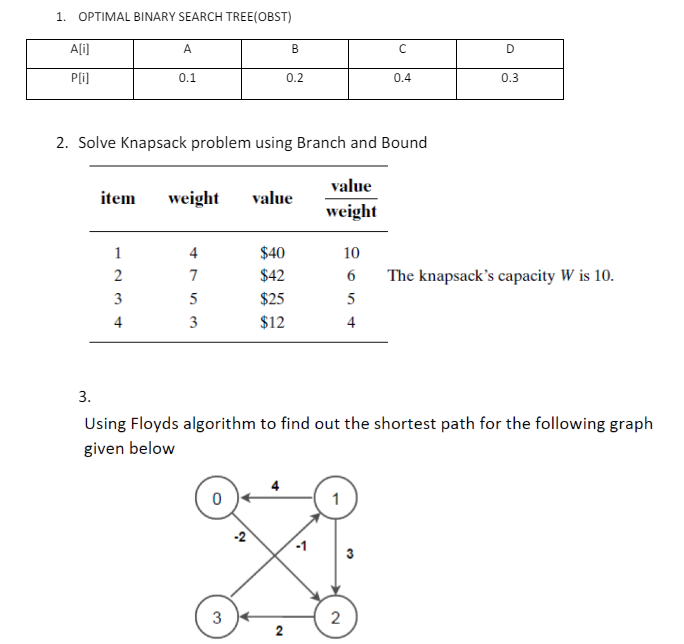 1. OPTIMAL BINARY SEARCH TREE(OBST)
A[i] A B C D
P[i] 0.1 0.2 0.4 0.3
2. Solve Knapsack problem using Branch and Bound
item weight value value
weight
1 4 $40 10
2 7 $42 6 The knapsack's capacity W is 10.
3 5 $25 5
4 3 $12 4
3.
Using Floyds algorithm to find out the shortest path for the following graph
given below
4
0 1
-2 -1
3
3 2
2